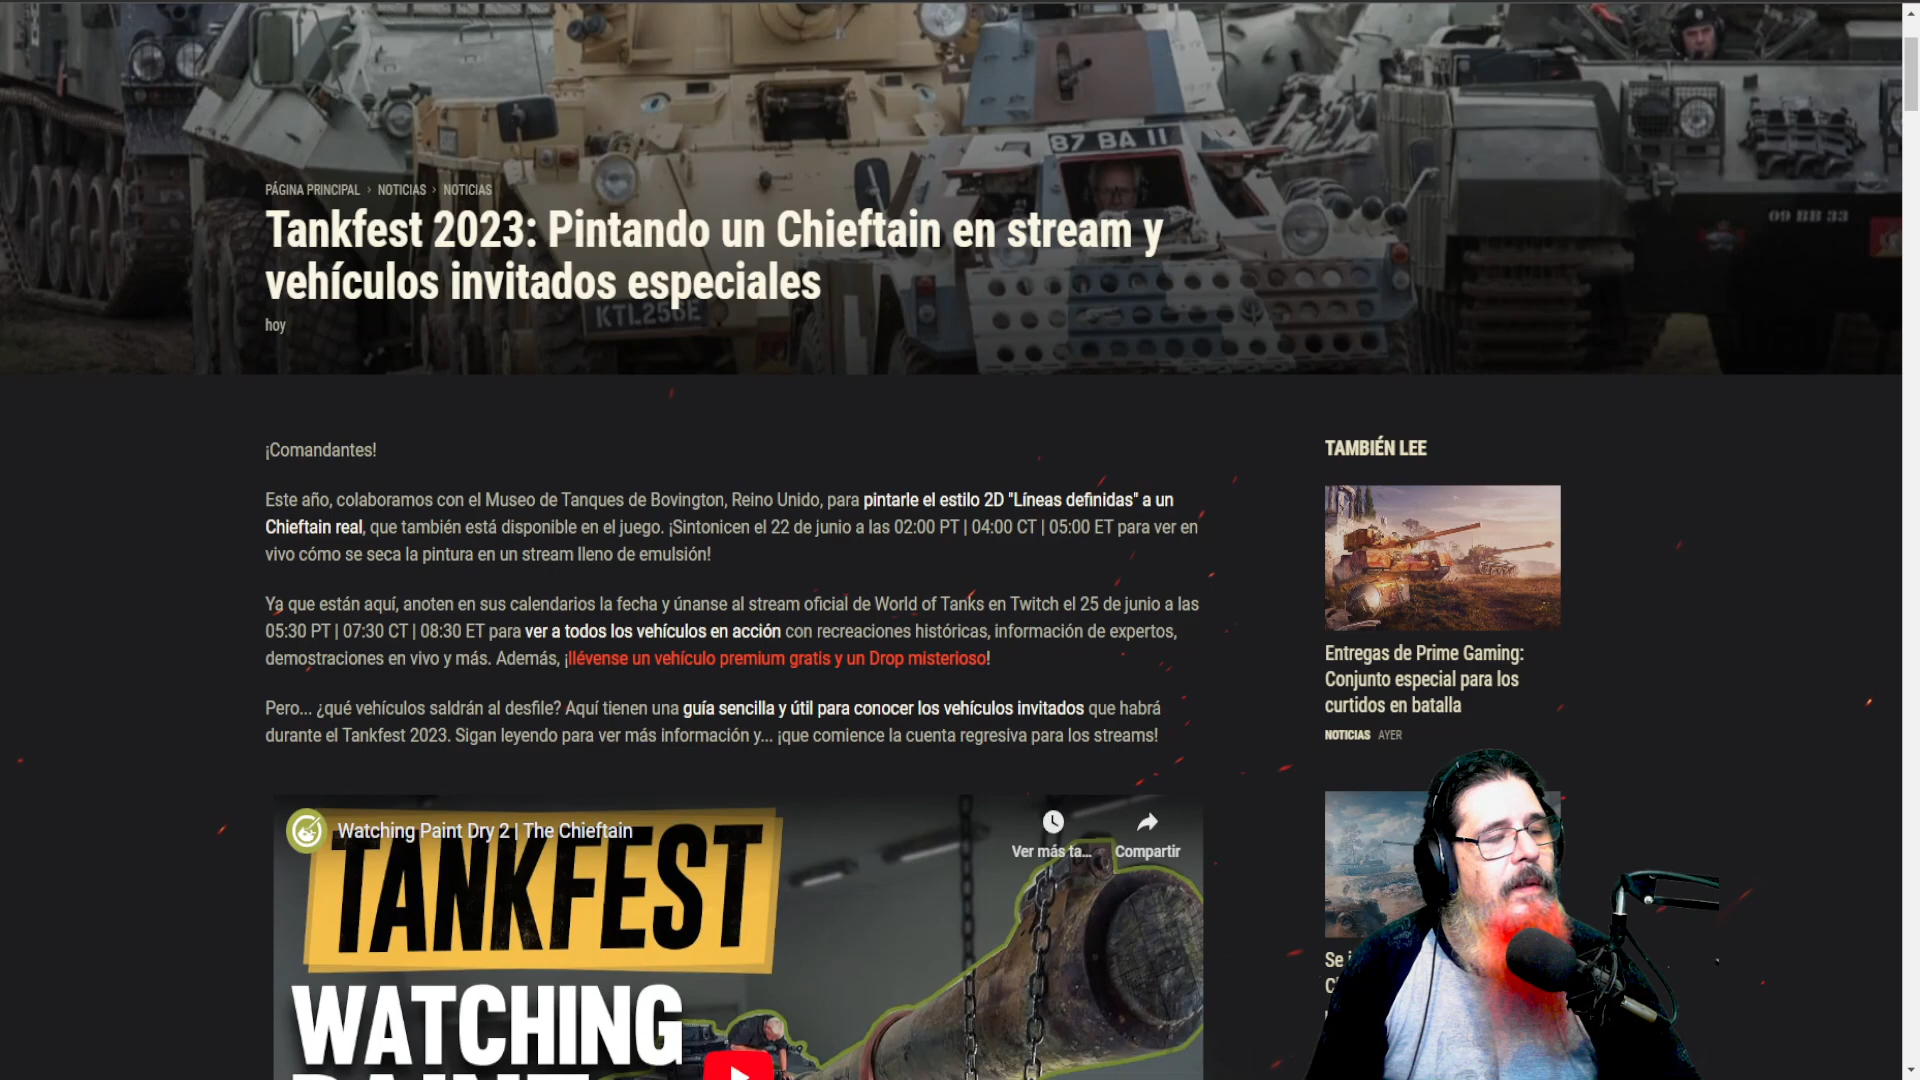 87 BA 11
09 BB 33
PÁGINA PRINCIPAL > NOTICIAS > NOTICIAS
Tankfest 2023: Pintando un Chieftain en stream y
vehículos invitados especiales
KTL256E
hoy
¡Comandantes!
Este año, colaboramos con el Museo de Tanques de Bovington, Reino Unido, para pintarle el estilo 2D "Líneas definidas" a un
Chieftain real, que también está disponible en el juego. ¡Sintonicen el 22 de junio a las 02:00 PT | 04:00 CT | 05:00 ET para ver en
vivo cómo se seca la pintura en un stream lleno de emulsión!
Ya que están aquí, anoten en sus calendarios la fecha y únanse al stream oficial de World of Tanks en Twitch el 25 de junio a las
05:30 PT | 07:30 CT | 08:30 ET para ver a todos los vehículos en acción con recreaciones históricas, información de expertos,
demostraciones en vivo y más. Además, ¡llévense un vehículo premium gratis y un Drop misterioso!
Pero... ¿qué vehículos saldrán al desfile? Aquí tienen una guía sencilla y útil para conocer los vehículos invitados que habrá
durante el Tankfest 2023. Sigan leyendo para ver más información y... ¡que comience la cuenta regresiva para los streams!
Watching Paint Dry 2 | The Chieftain
Ver más ta...
Compartir
TANKFEST
WATCHING
TAMBIÉN LEE
Entregas de Prime Gaming:
Conjunto especial para los
curtidos en batalla
NOTICIAS AYER
Se